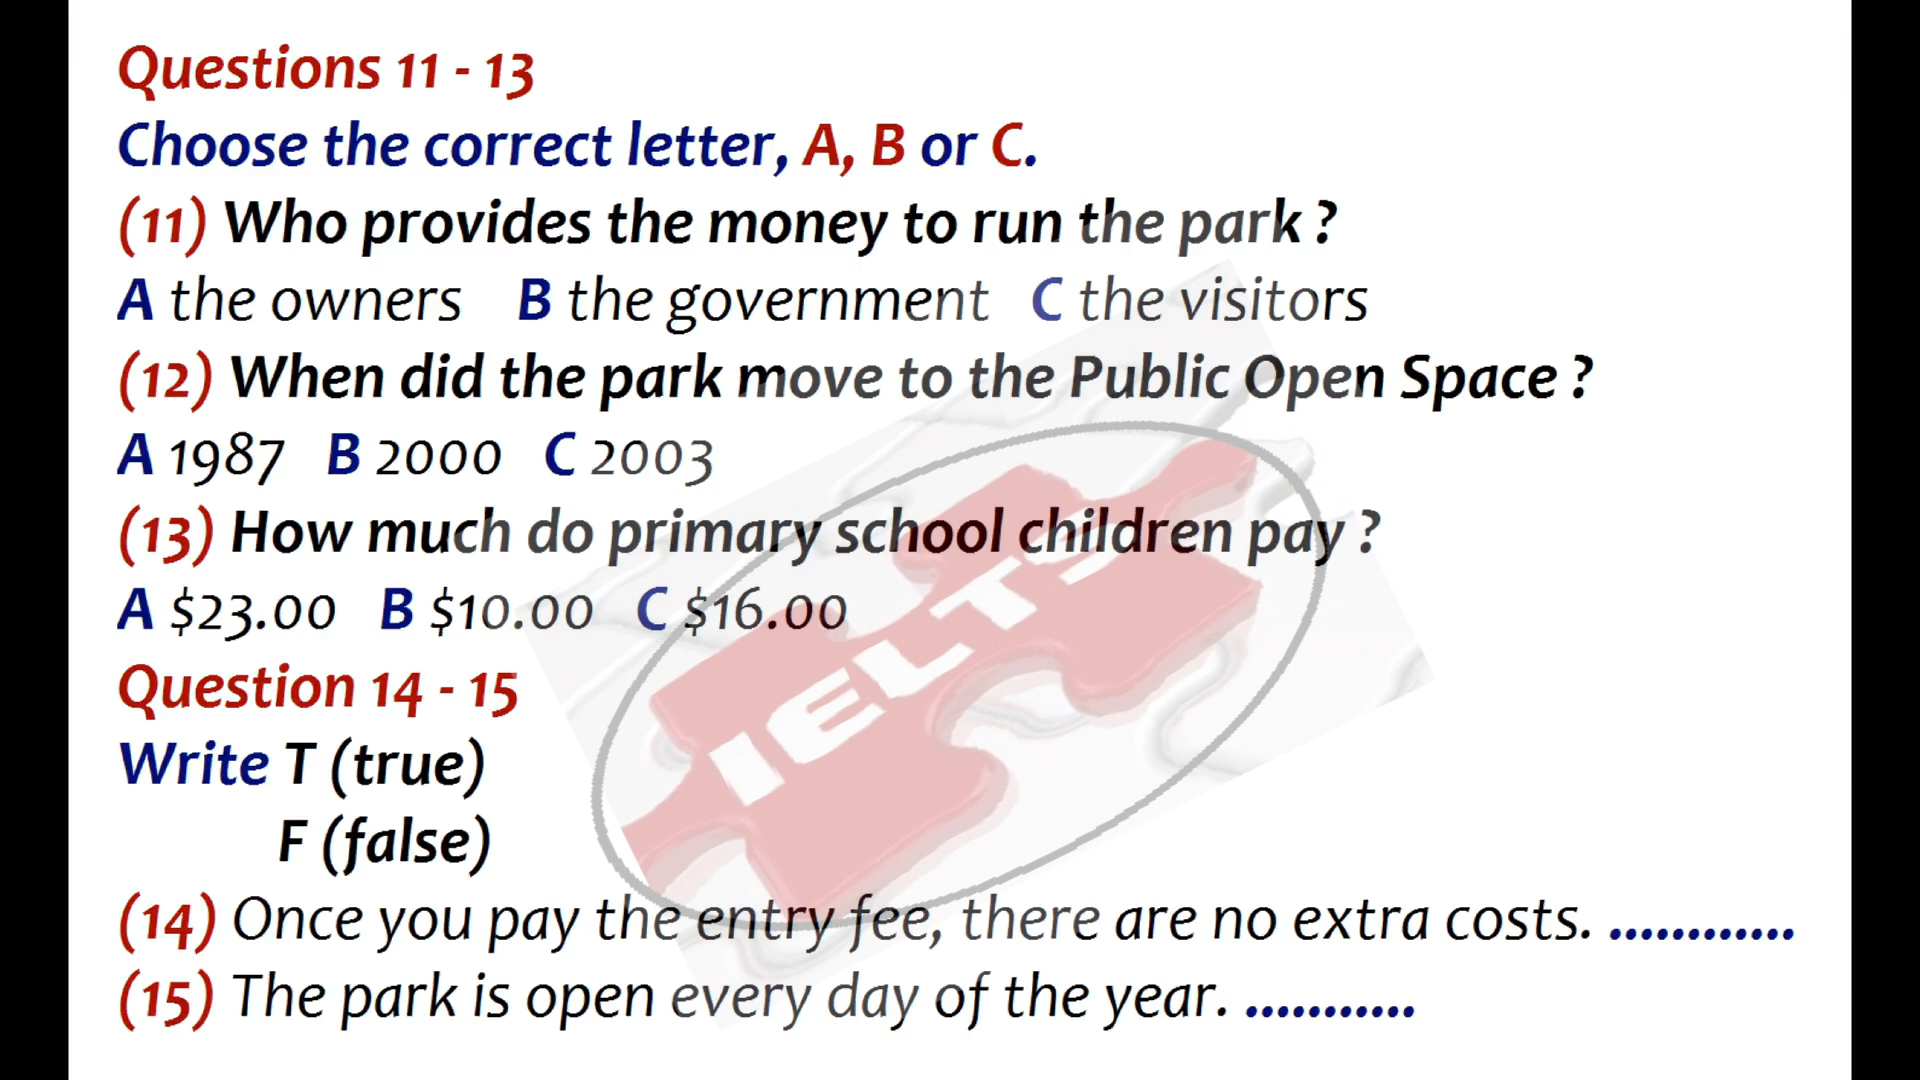 Questions 11 - 13
Choose the correct letter, A, B or C.
(11) Who provides the money to run the park ?
A the owners B the government C the visitors
(12) When did the park move to the Public Open Space ?
A 1987 B 2000 C 2003
(13) How much do primary school children pay ?
A $23.00 B $10.00 C $16.00
Question 14 - 15
Write T (true)
F (false)
(14) Once you pay the entry fee, there are no extra costs. ............
(15) The park is open every day of the year. ...........
IELTS